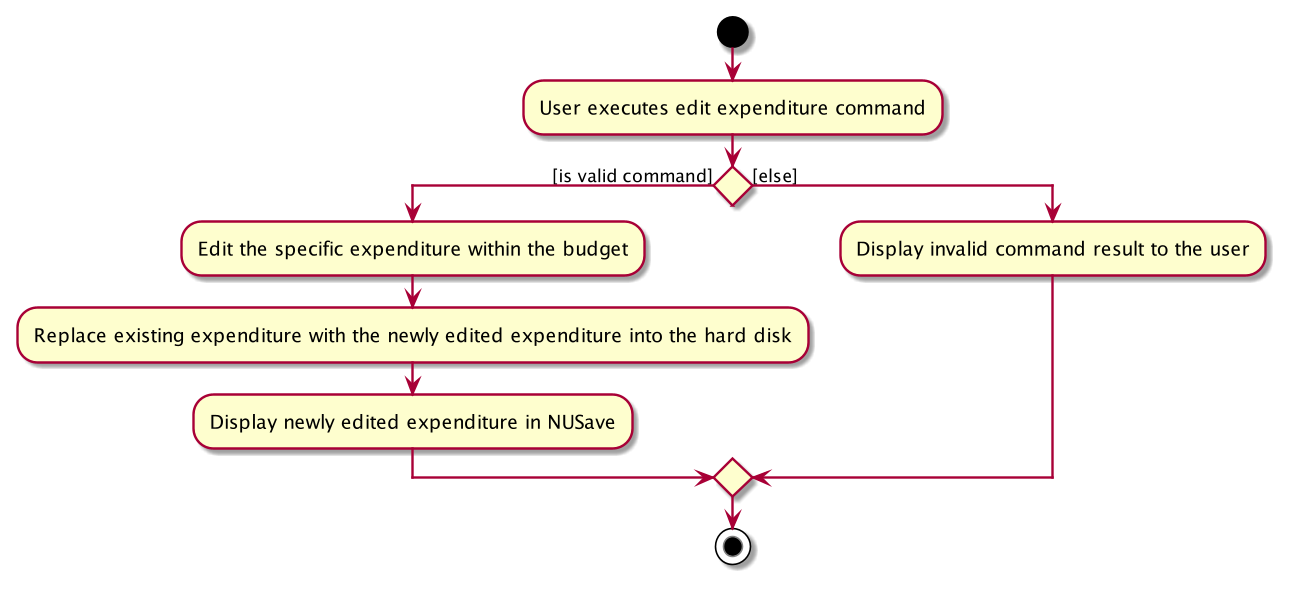 User executes edit expenditure command
[is valid command]
[else]
Edit the specific expenditure within the budget
Display invalid command result to the user
Replace existing expenditure with the newly edited expenditure into the hard disk
Display newly edited expenditure in NUSave